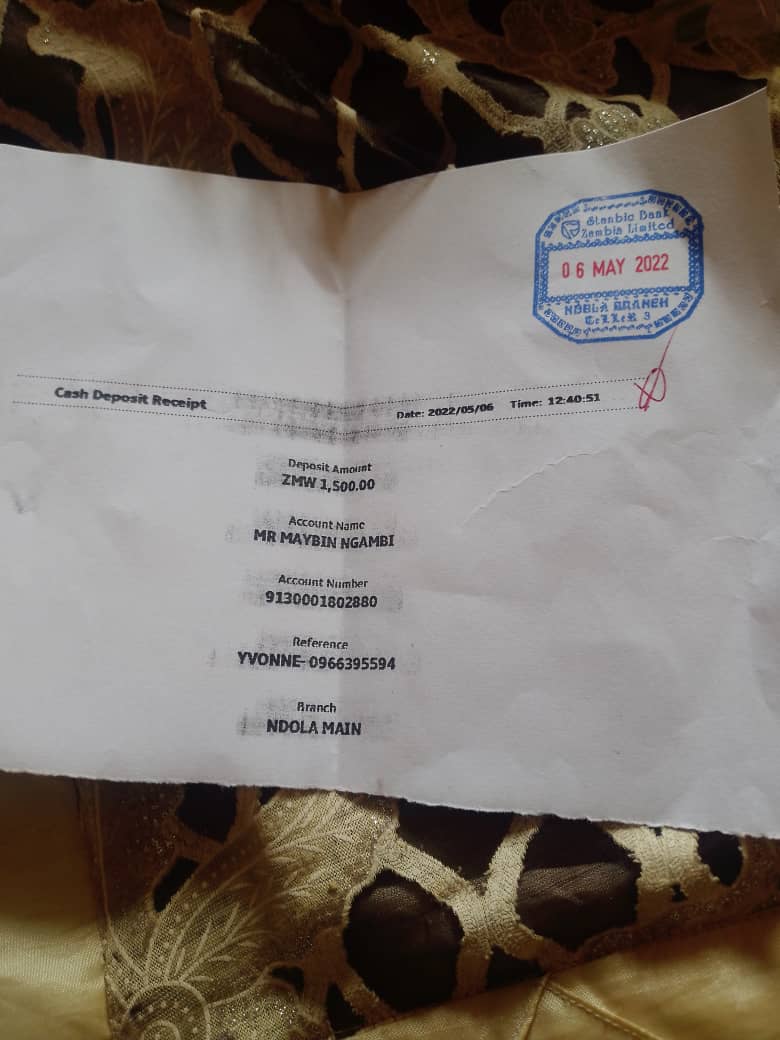 Stanbic Bank
Zambia Limited
06 MAY 2022
NDOLA BRANCH
TeLLeR 3
Cash Deposit Receipt Date: 2022/05/06 Time: 12:40:51
Deposit Amount
ZMW 1,500.00
Account Name
MR MAYBIN NGAMBI
Account Number
9130001802880
Reference
YVONNE- 0966395594
Branch
NDOLA MAIN